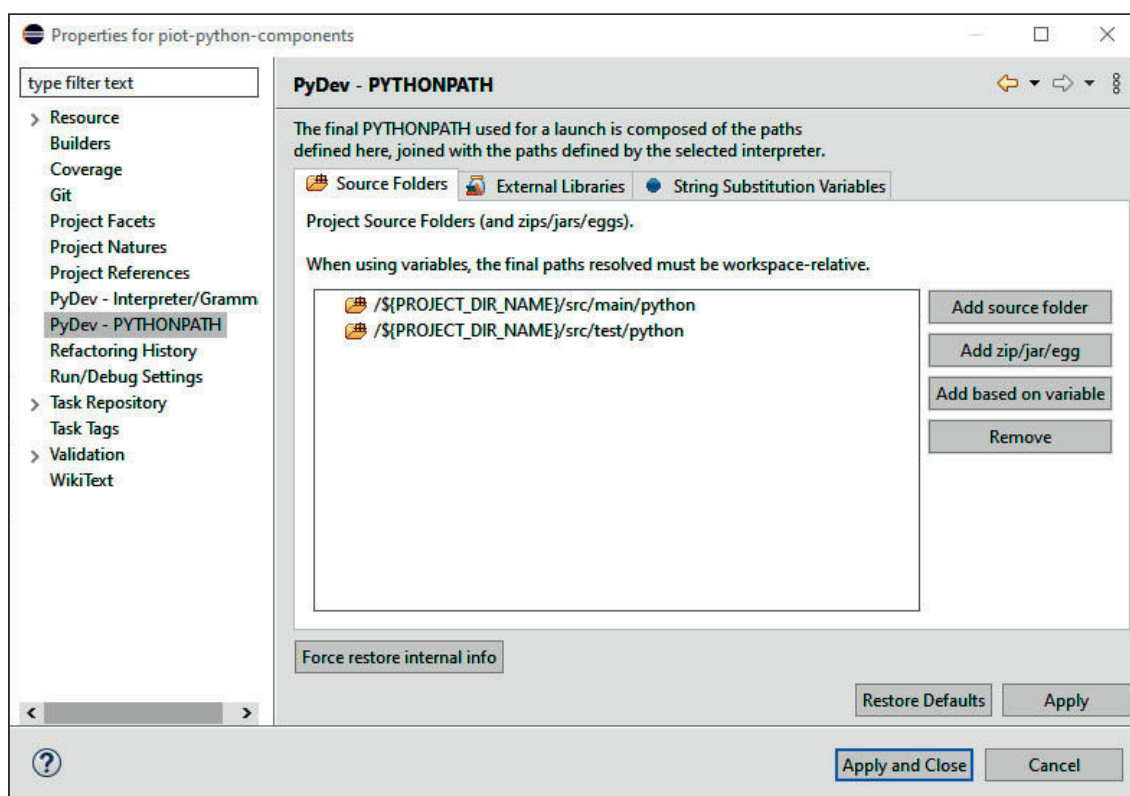 Properties for piot-python-components
type filter text
Resource
Builders
Coverage
Git
Project Facets
Project Natures
Project References
PyDev - Interpreter/Gramm
PyDev - PYTHONPATH
Refactoring History
Run/Debug Settings
Task Repository
Task Tags
Validation
WikiText
PyDev - PYTHONPATH
The final PYTHONPATH used for a launch is composed of the paths
defined here, joined with the paths defined by the selected interpreter.
Source Folders External Libraries String Substitution Variables
Project Source Folders (and zips/jars/eggs).
When using variables, the final paths resolved must be workspace-relative.
/${PROJECT_DIR_NAME}/src/main/python
/${PROJECT_DIR_NAME}/src/test/python
Add source folder
Add zip/jar/egg
Add based on variable
Remove
Force restore internal info
Restore Defaults Apply
? Apply and Close Cancel